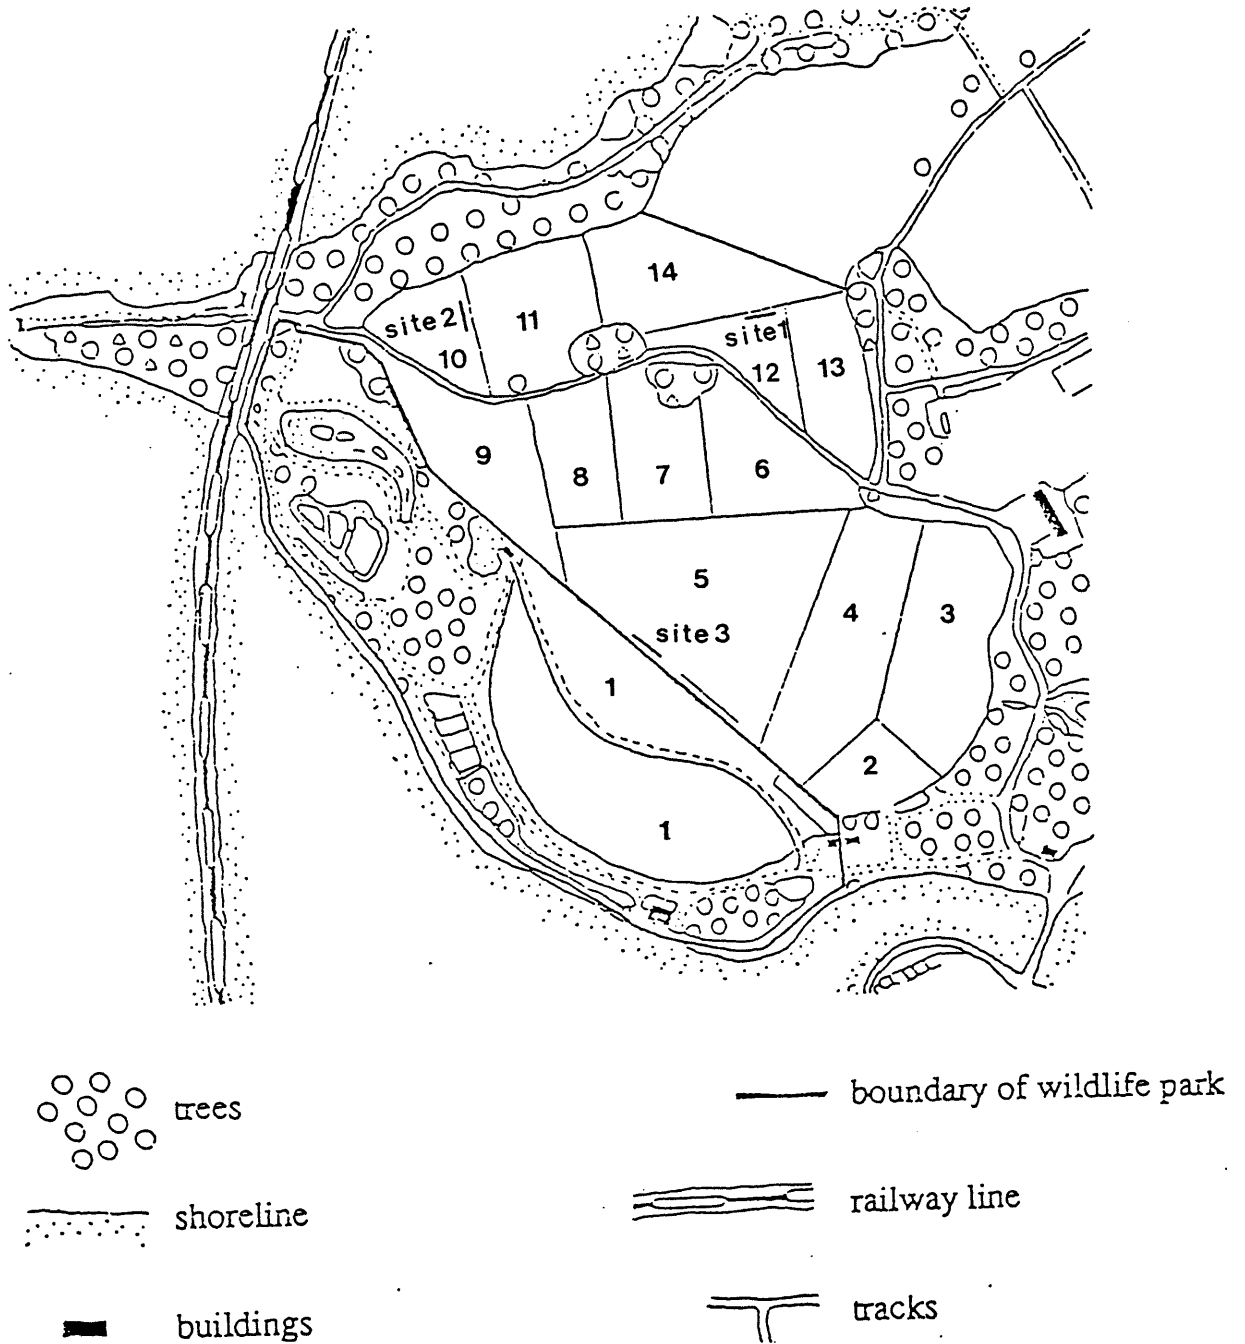 14
site2
11
site1
10
12
13
9
8
7
6
5
4
3
site3
1
2
1
trees
boundary of wildlife park
shoreline
railway line
buildings
tracks